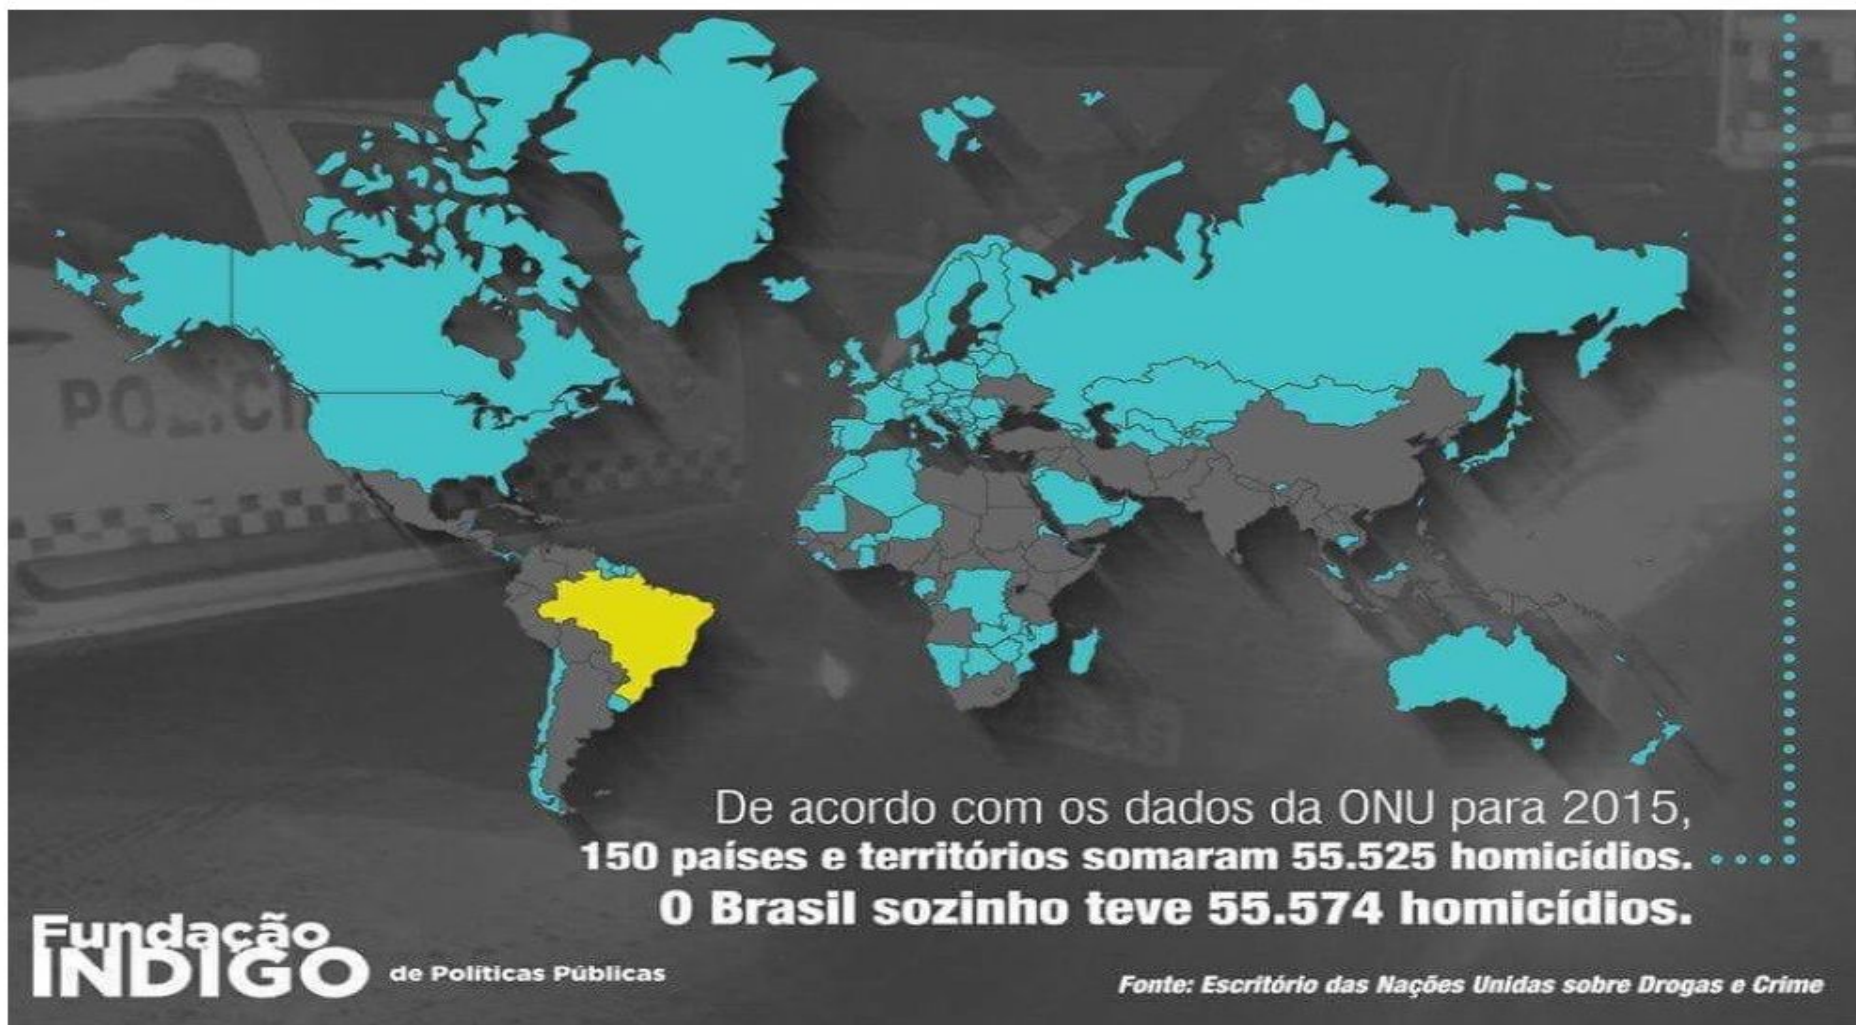 POLÍCI
De acordo com os dados da ONU para 2015,
150 países e territórios somaram 55.525 homicídios.
O Brasil sozinho teve 55.574 homicídios.
Fundação
INDIGO de Políticas Públicas
Fonte: Escritório das Nações Unidas sobre Drogas e Crime